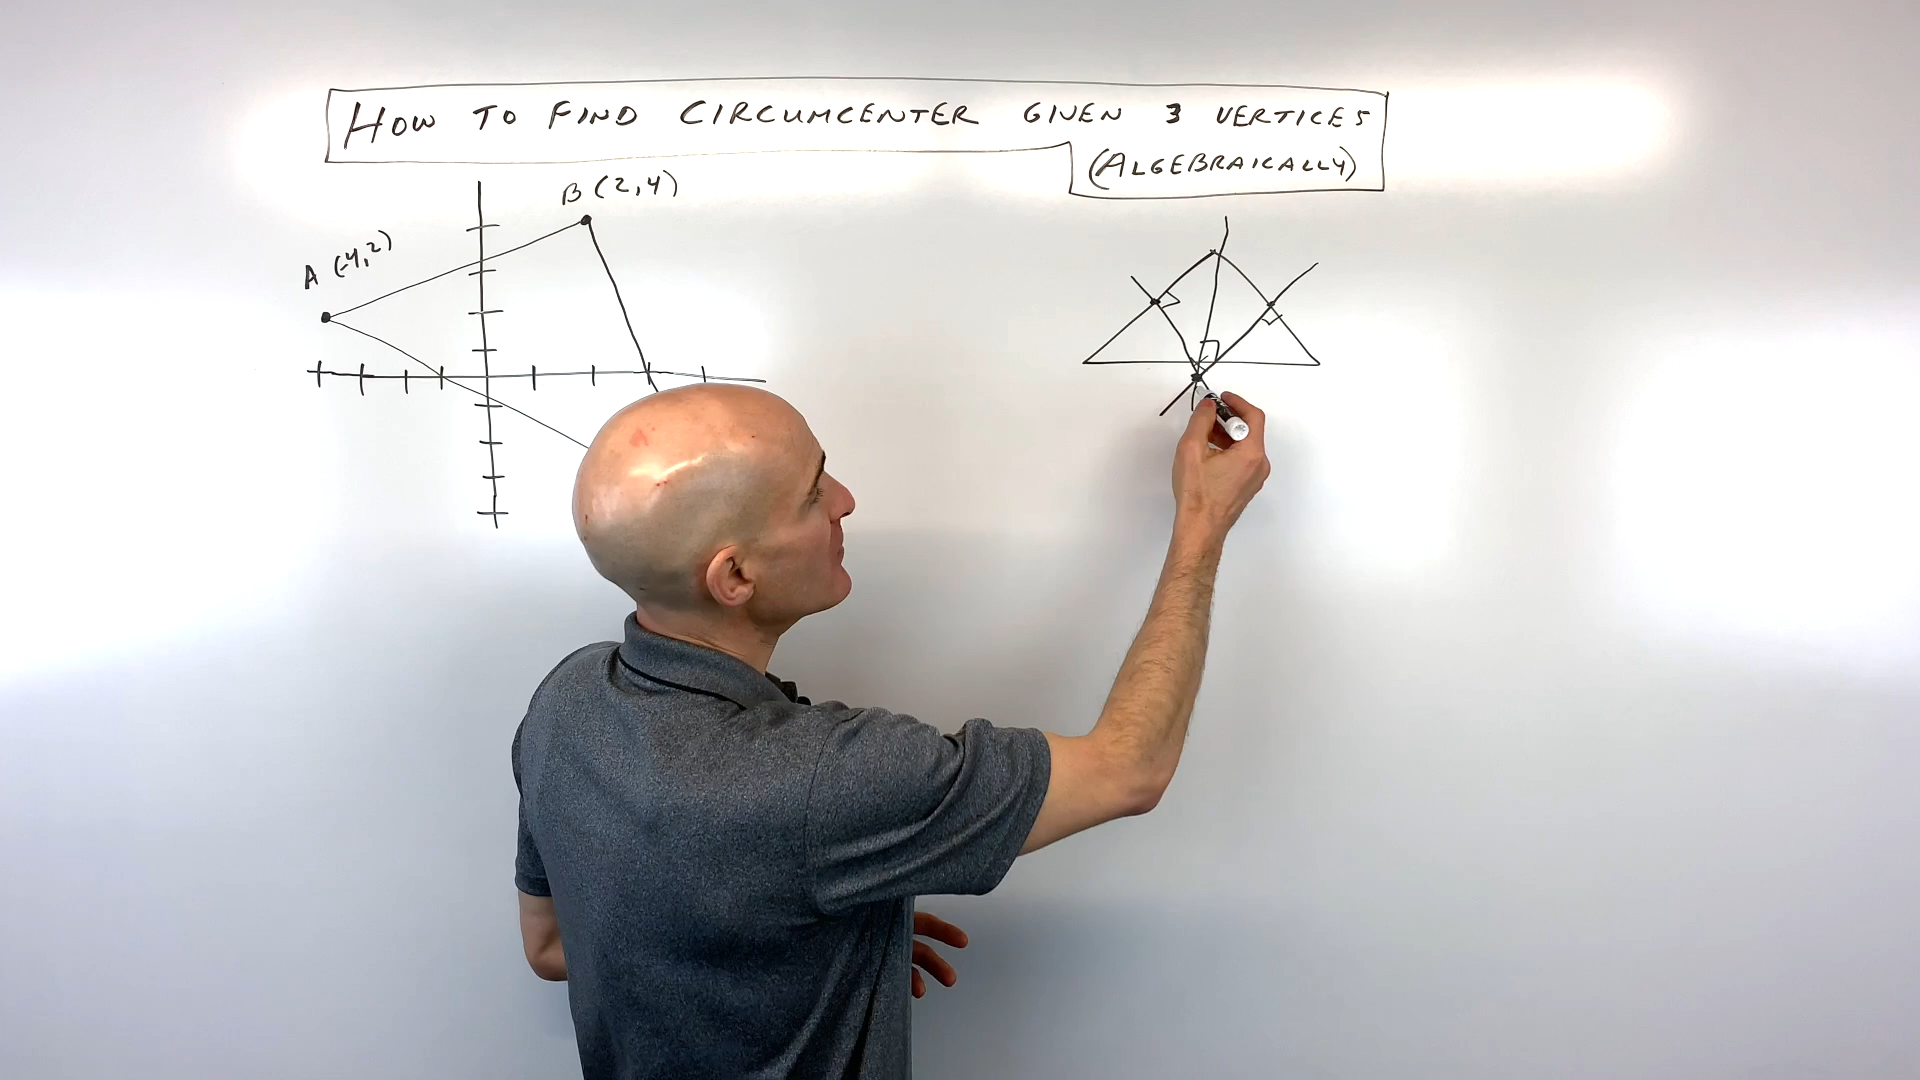 HOW TO FIND CIRCUMCENTER GIVEN 3 VERTICES
(ALGEBRAICALLY)
B (2,4)
A (-4,2)